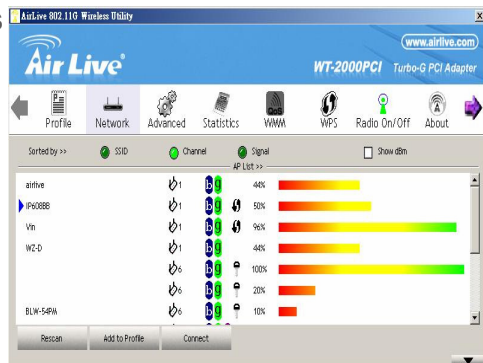 AirLive 802.11G Wireless Utility
www.airlive.com
Air Live®
WT-2000PCI Turbo-G PCI Adapter
Profile Network Advanced Statistics QoS WMM WPS Radio On/Off About
Sorted by >> SSID Channel Signal Show dBm
AP List >>
airlive 1 b g 44%
IP608BB 1 b g 50%
Vin 1 b g 96%
WZ-D 1 b g 44%
6 b g 100%
6 b g 20%
BLW-54PM 6 b g 10%
Rescan Add to Profile Connect